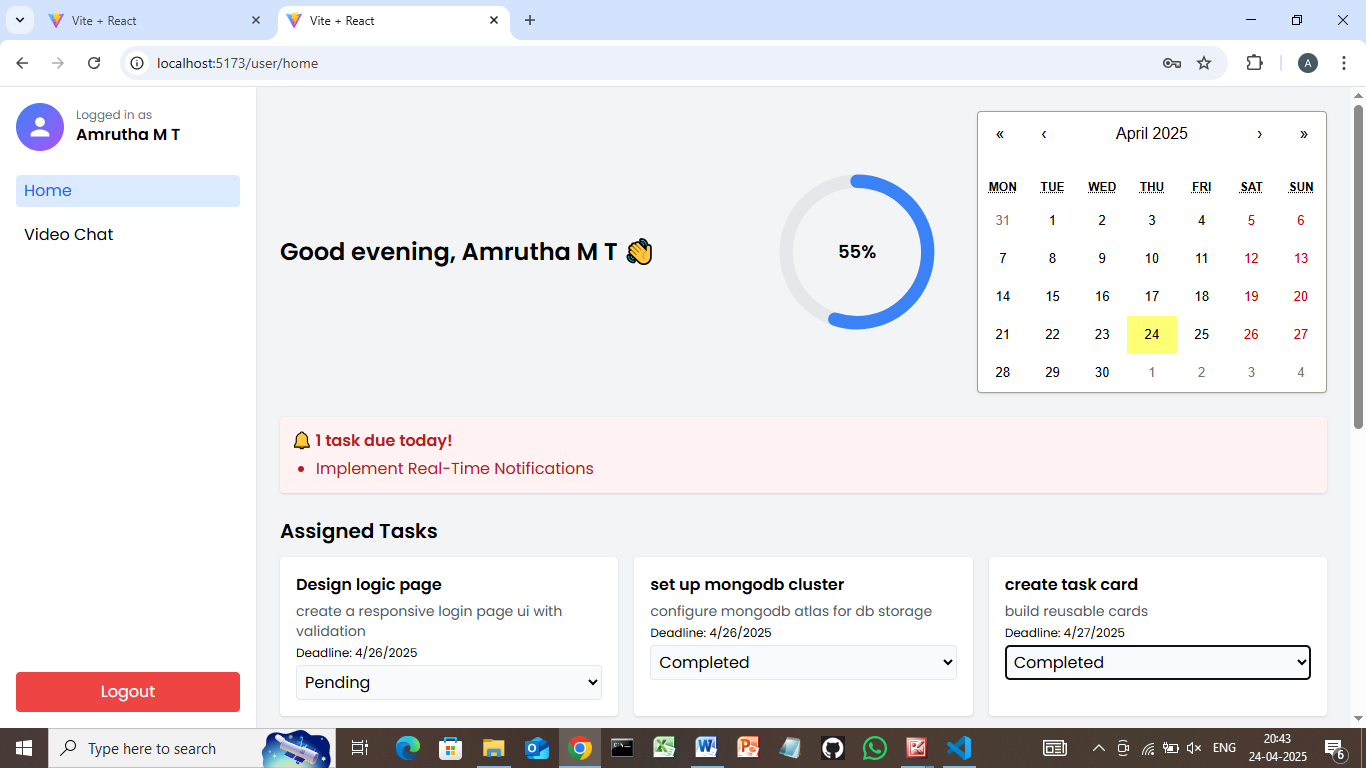 Vite + React
Vite + React
localhost:5173/user/home
A
Logged in as
Amrutha M T
Home
Video Chat
Logout
Good evening, Amrutha M T 👋
55%
« ‹ April 2025 › »
MON TUE WED THU FRI SAT SUN
31 1 2 3 4 5 6
7 8 9 10 11 12 13
14 15 16 17 18 19 20
21 22 23 24 25 26 27
28 29 30 1 2 3 4
🔔 1 task due today!
• Implement Real-Time Notifications
Assigned Tasks
Design logic page
create a responsive login page ui with
validation
Deadline: 4/26/2025
Pending
set up mongodb cluster
configure mongodb atlas for db storage
Deadline: 4/26/2025
Completed
create task card
build reusable cards
Deadline: 4/27/2025
Completed
Type here to search
ENG
20:43
24-04-2025
6